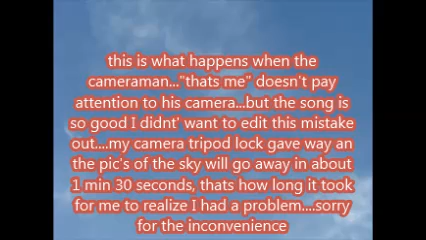 this is what happens when the
cameraman..."thats me" doesn't pay
attention to his camera...but the song is
so good I didnt' want to edit this mistake
out....my camera tripod lock gave way an
the pic's of the sky will go away in about
1 min 30 seconds, thats how long it took
for me to realize I had a problem....sorry
for the inconvenience